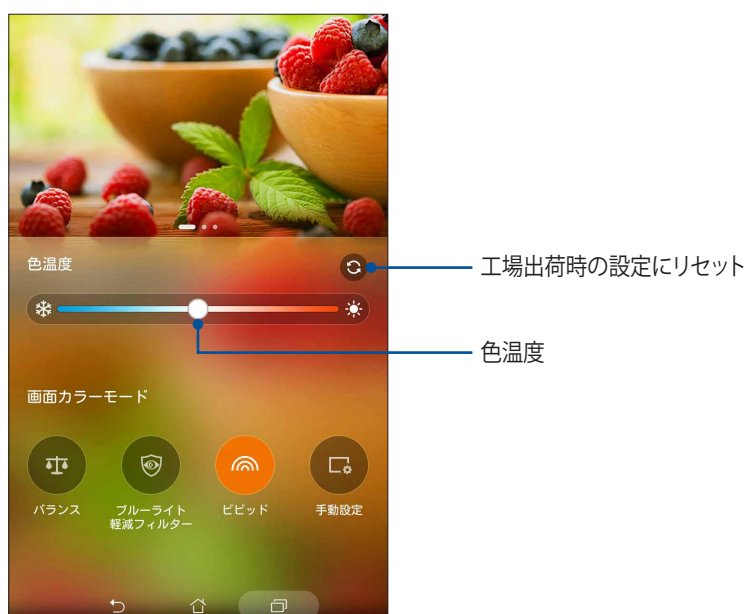 色温度
工場出荷時の設定にリセット
色温度
画面カラーモード
バランス
ブルーライト
軽減フィルター
ビビッド
手動設定